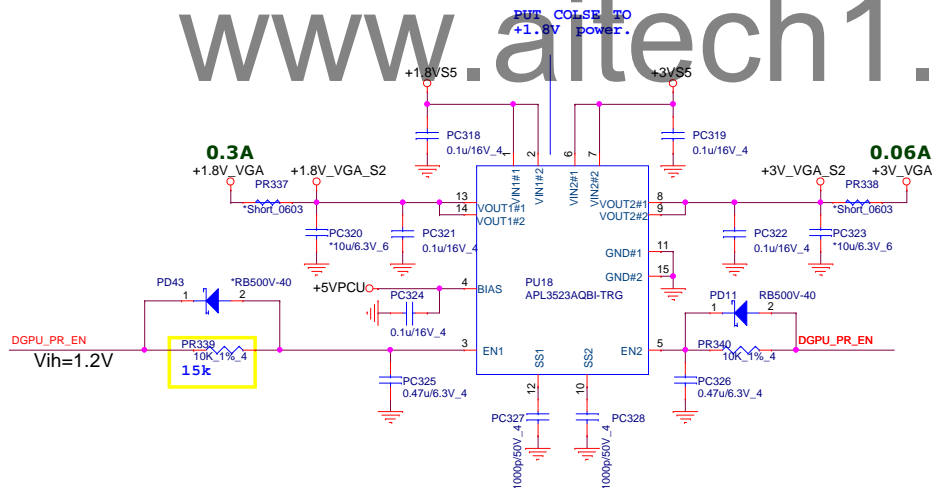 www.aitech1.
PUT COLSE TO
+1.8V power.
+1.8VS5
+3VS5
PC318
0.1u/16V_4
PC319
0.1u/16V_4
1
2
6
7
VIN1#1
VIN1#2
VIN2#1
VIN2#2
0.3A
+1.8V_VGA
+1.8V_VGA_S2
PR337
*Short_0603
0.06A
+3V_VGA_S2
+3V_VGA
PR338
*Short_0603
13
14
VOUT1#1
VOUT1#2
8
9
VOUT2#1
VOUT2#2
PC320
*10u/6.3V_6
PC321
0.1u/16V_4
PC322
0.1u/16V_4
PC323
*10u/6.3V_6
GND#1
11
GND#2
15
PU18
APL3523AQBI-TRG
+5VPCU
4
BIAS
PC324
0.1u/16V_4
PD43
*RB500V-40
1
2
PD11
RB500V-40
1
2
DGPU_PR_EN
Vih=1.2V
PR339
10K_1%_4
15k
3
EN1
EN2
5
PR340
10K_1%_4
DGPU_PR_EN
SS1
SS2
12
10
PC325
0.47u/6.3V_4
PC326
0.47u/6.3V_4
PC327
1000p/50V_4
PC328
1000p/50V_4